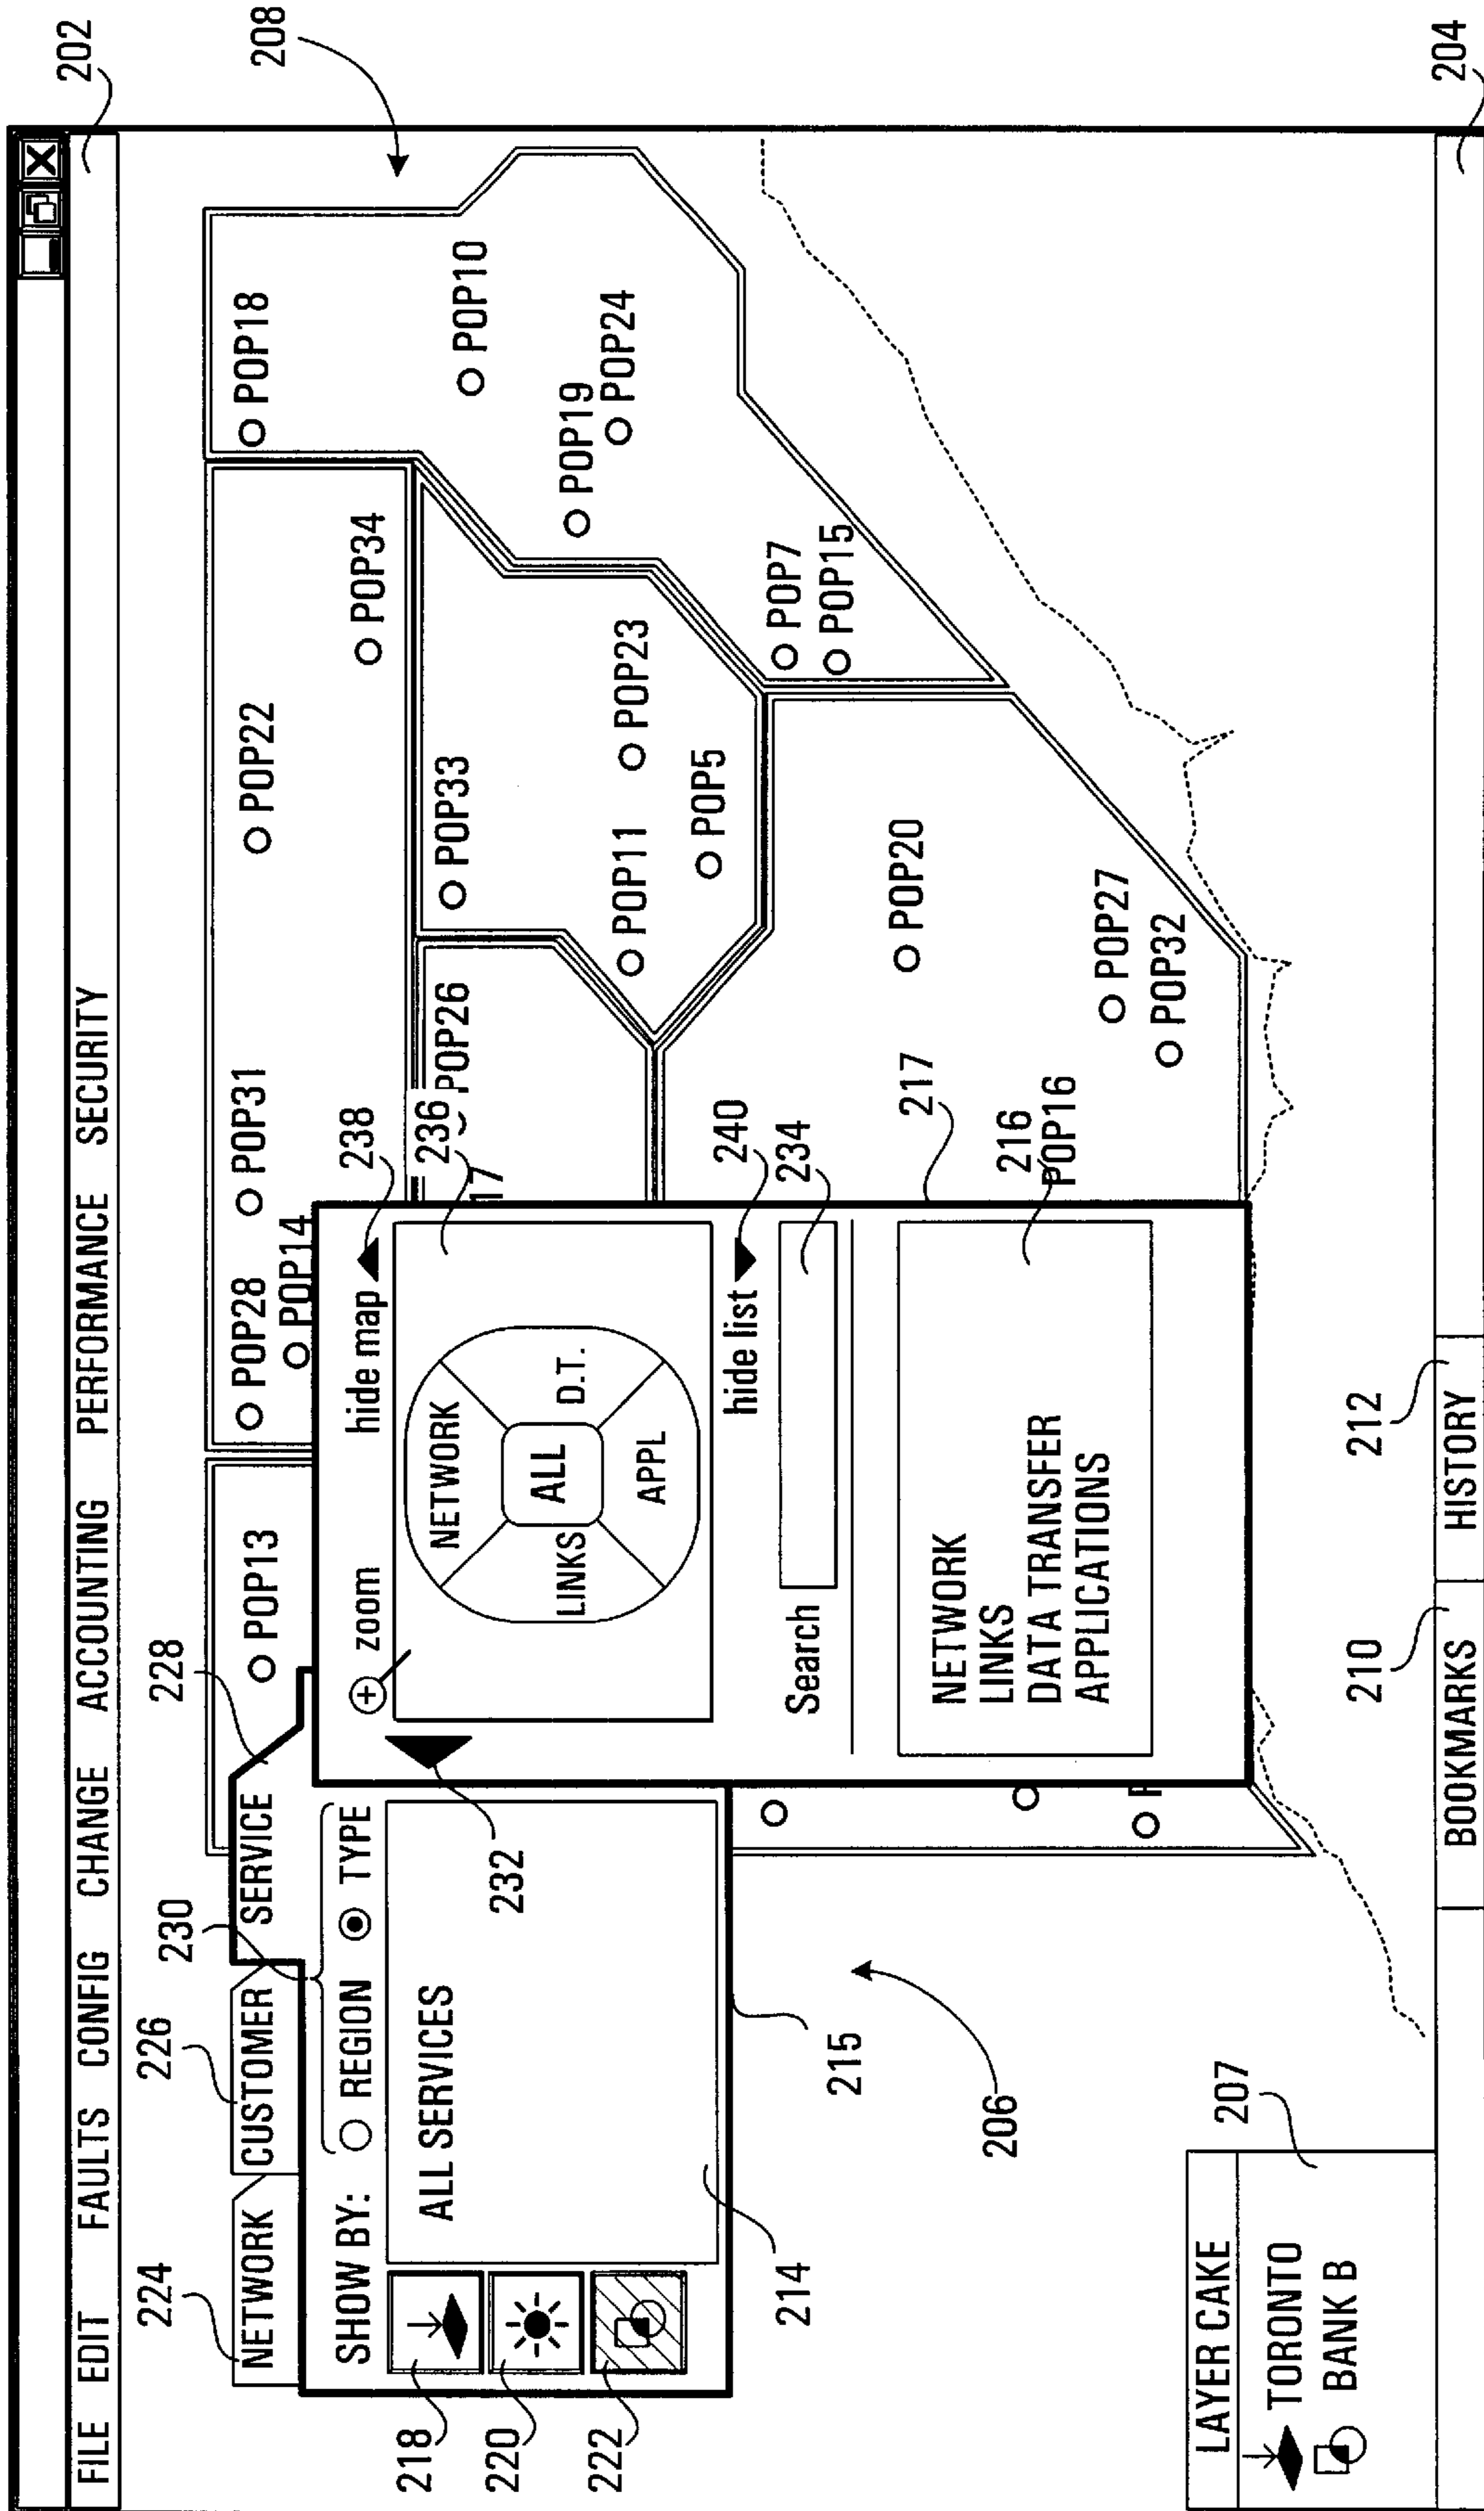 202
FILE EDIT FAULTS CONFIG CHANGE ACCOUNTING PERFORMANCE SECURITY
208
224
226
230
228
NETWORK
CUSTOMER
SERVICE
SHOW BY:
REGION
TYPE
ALL SERVICES
218
220
222
214
215
206
232
zoom
hide map
238
236
NETWORK
LINKS
ALL
D.T.
APPL
hide list
240
Search
234
217
216
NETWORK
LINKS
DATA TRANSFER
APPLICATIONS
POP13
POP28
POP14
POP31
POP22
POP34
POP18
POP10
POP19
POP24
POP33
POP26
17
POP11
POP23
POP5
POP7
POP15
POP20
POP27
POP32
POP16
LAYER CAKE
TORONTO
BANK B
207
210
212
BOOKMARKS
HISTORY
204